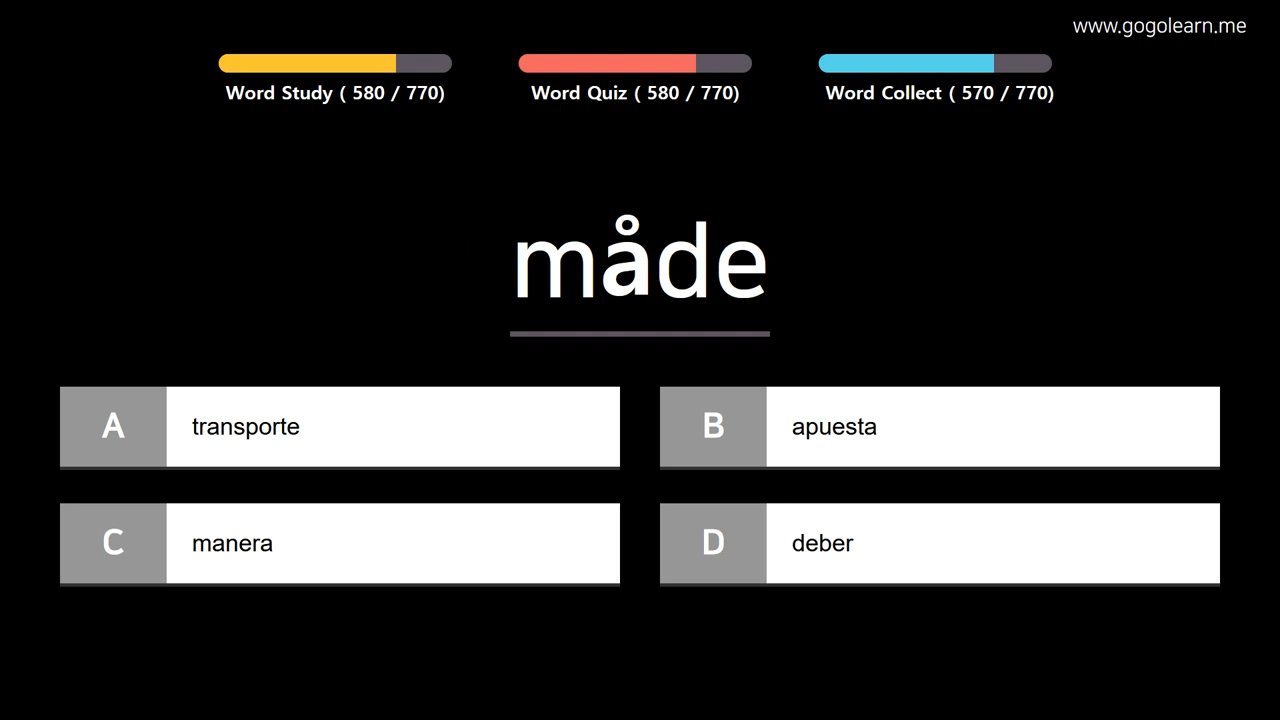 www.gogolearn.me
Word Study ( 580 / 770)
Word Quiz ( 580 / 770)
Word Collect ( 570 / 770)
måde
A
transporte
B
apuesta
C
manera
D
deber